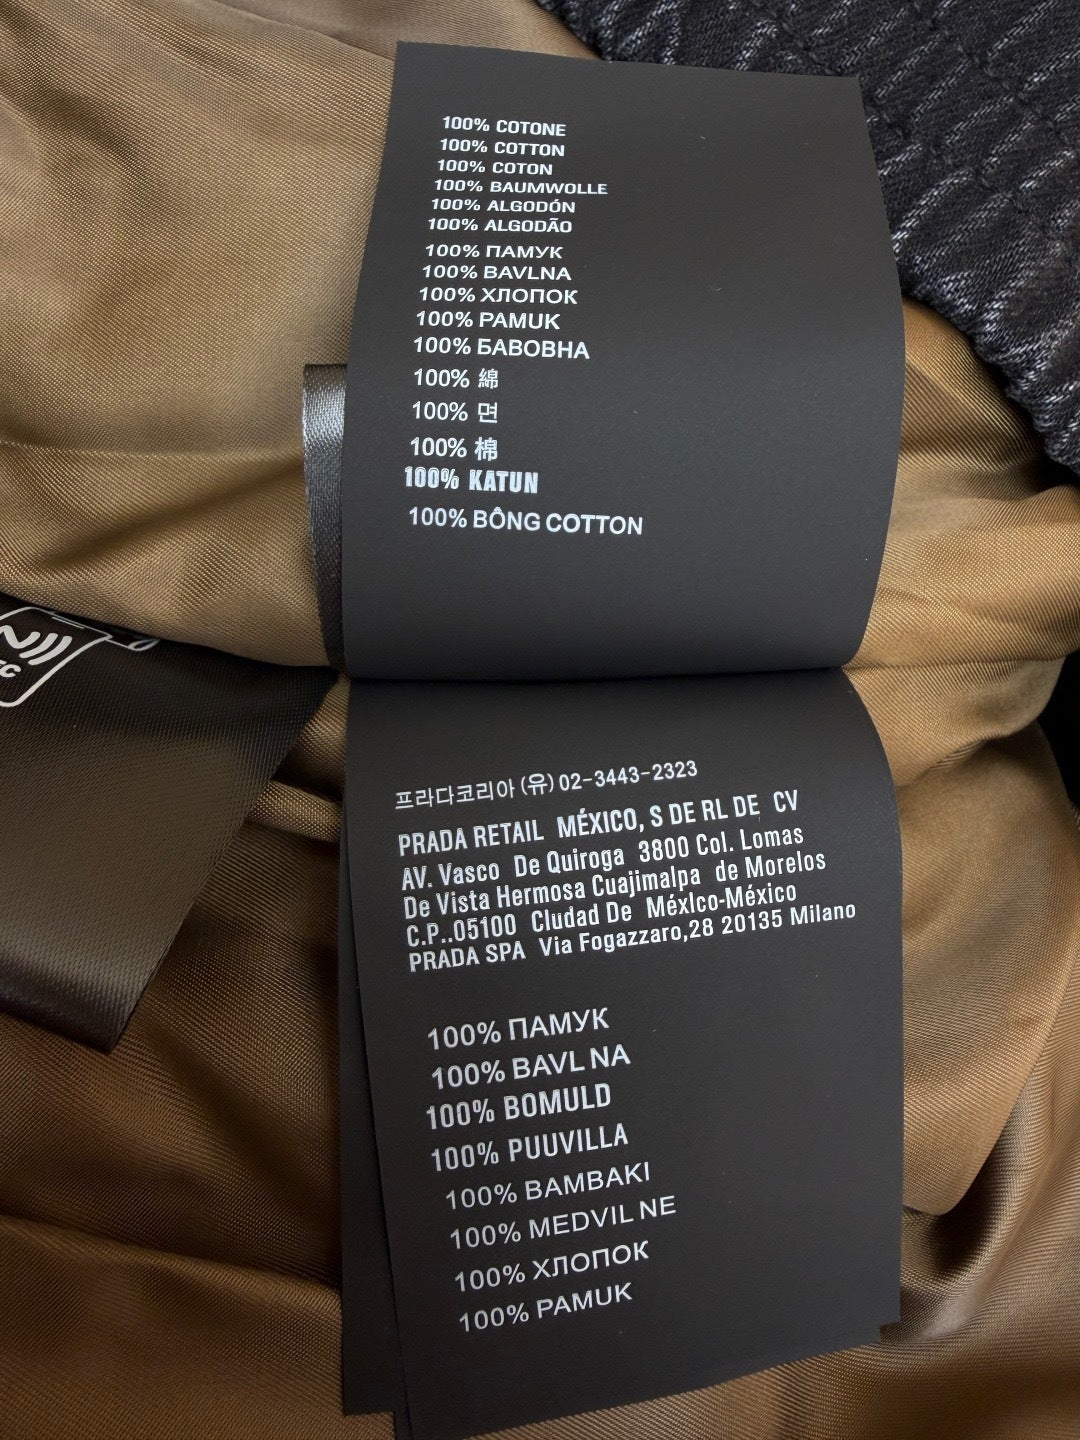 100% COTONE
100% COTTON
100% COTON
100% BAUMWOLLE
100% ALGODÓN
100% ALGODÃO
100% ПАМУК
100% BAVLNA
100% ХЛОПОК
100% PAMUK
100% БАВОВНА
100% 綿
100% 면
100% 棉
100% KATUN
100% BÔNG COTTON
프라다코리아 (유) 02-3443-2323
PRADA RETAIL MÉXICO, S DE RL DE CV
AV. Vasco De Quiroga 3800 Col. Lomas
De Vista Hermosa Cuajimalpa de Morelos
C.P..05100 Cludad De Méxlco-México
PRADA SPA Via Fogazzaro,28 20135 Milano
100% ПАМУК
100% BAVL NA
100% BOMULD
100% PUUVILLA
100% BAMBAKI
100% MEDVIL NE
100% ХЛОПОК
100% PAMUK